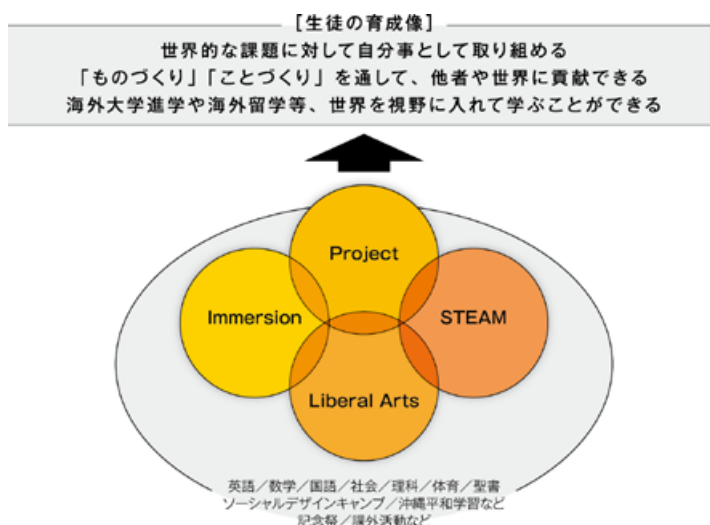 [生徒の育成像]
世界的な課題に対して自分事として取り組める
「ものづくり」「ことづくり」を通して、他者や世界に貢献できる
海外大学進学や海外留学等、世界を視野に入れて学ぶことができる
Project
Immersion
STEAM
Liberal Arts
英語／数学／国語／社会／理科／体育／聖書
ソーシャルデザインキャンプ／沖縄平和学習など
記念祭／課外活動など